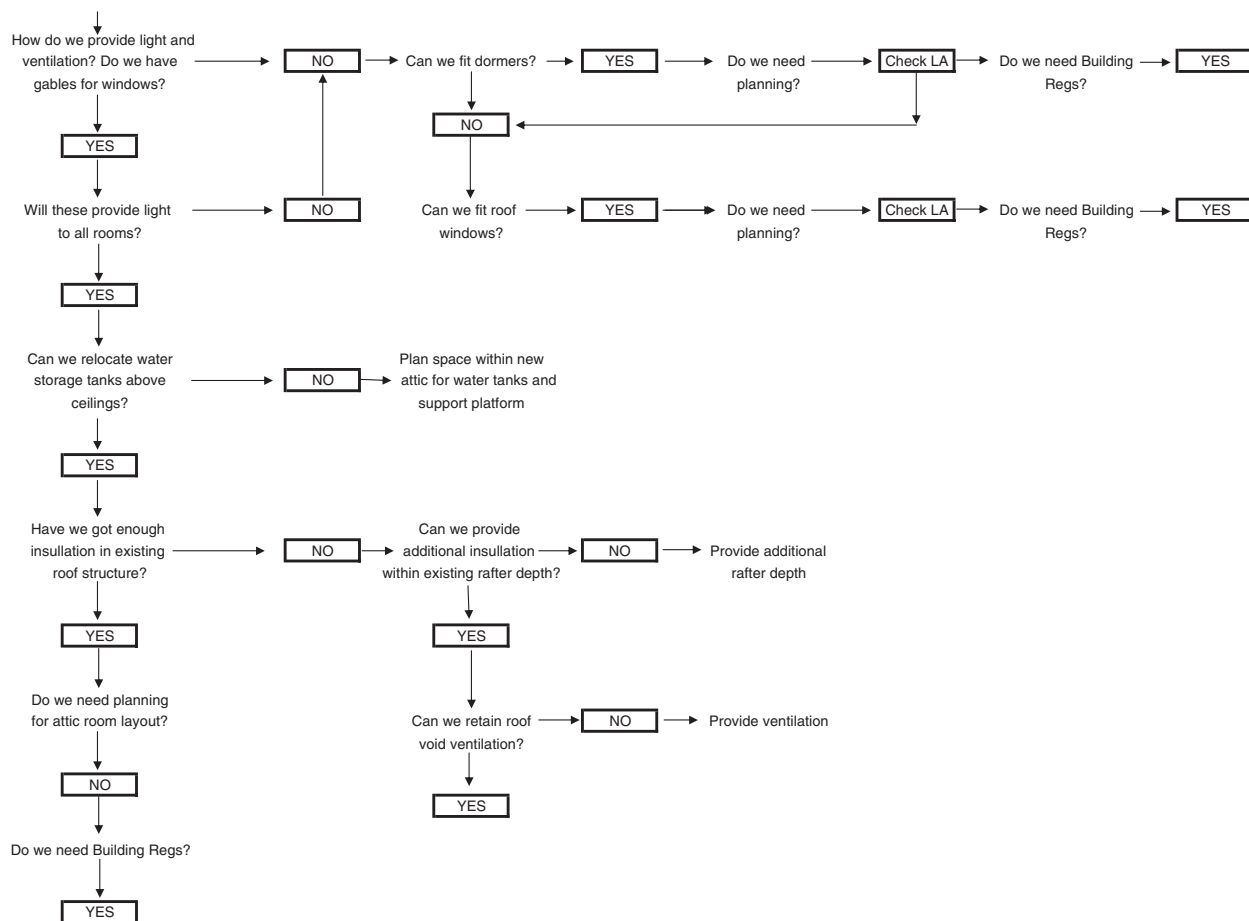 How do we provide light and
ventilation? Do we have
gables for windows?
NO
Can we fit dormers?
YES
Do we need
planning?
Check LA
Do we need Building
Regs?
YES
YES
NO
Will these provide light
to all rooms?
NO
Can we fit roof
windows?
YES
Do we need
planning?
Check LA
Do we need Building
Regs?
YES
YES
Can we relocate water
storage tanks above
ceilings?
NO
Plan space within new
attic for water tanks and
support platform
YES
Have we got enough
insullation in existing
roof structure?
NO
Can we provide
additional insullation
within existing rafter depth?
NO
Provide additional
rafter depth
YES
YES
Do we need planning
for attic room layout?
Can we retain roof
void ventilation?
NO
Provide ventilation
NO
YES
Do we need Building Regs?
YES